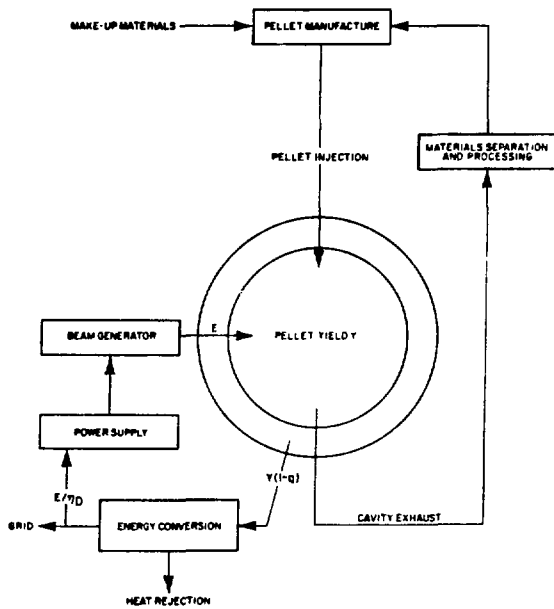 MAKE-UP MATERIALS
PELLET MANUFACTURE
PELLET INJECTION
MATERIALS SEPARATION
AND PROCESSING
BEAM GENERATOR
E
PELLET YIELD Y
POWER SUPPLY
E/ηD
Y(1-q)
GRID
ENERGY CONVERSION
CAVITY EXHAUST
HEAT REJECTION